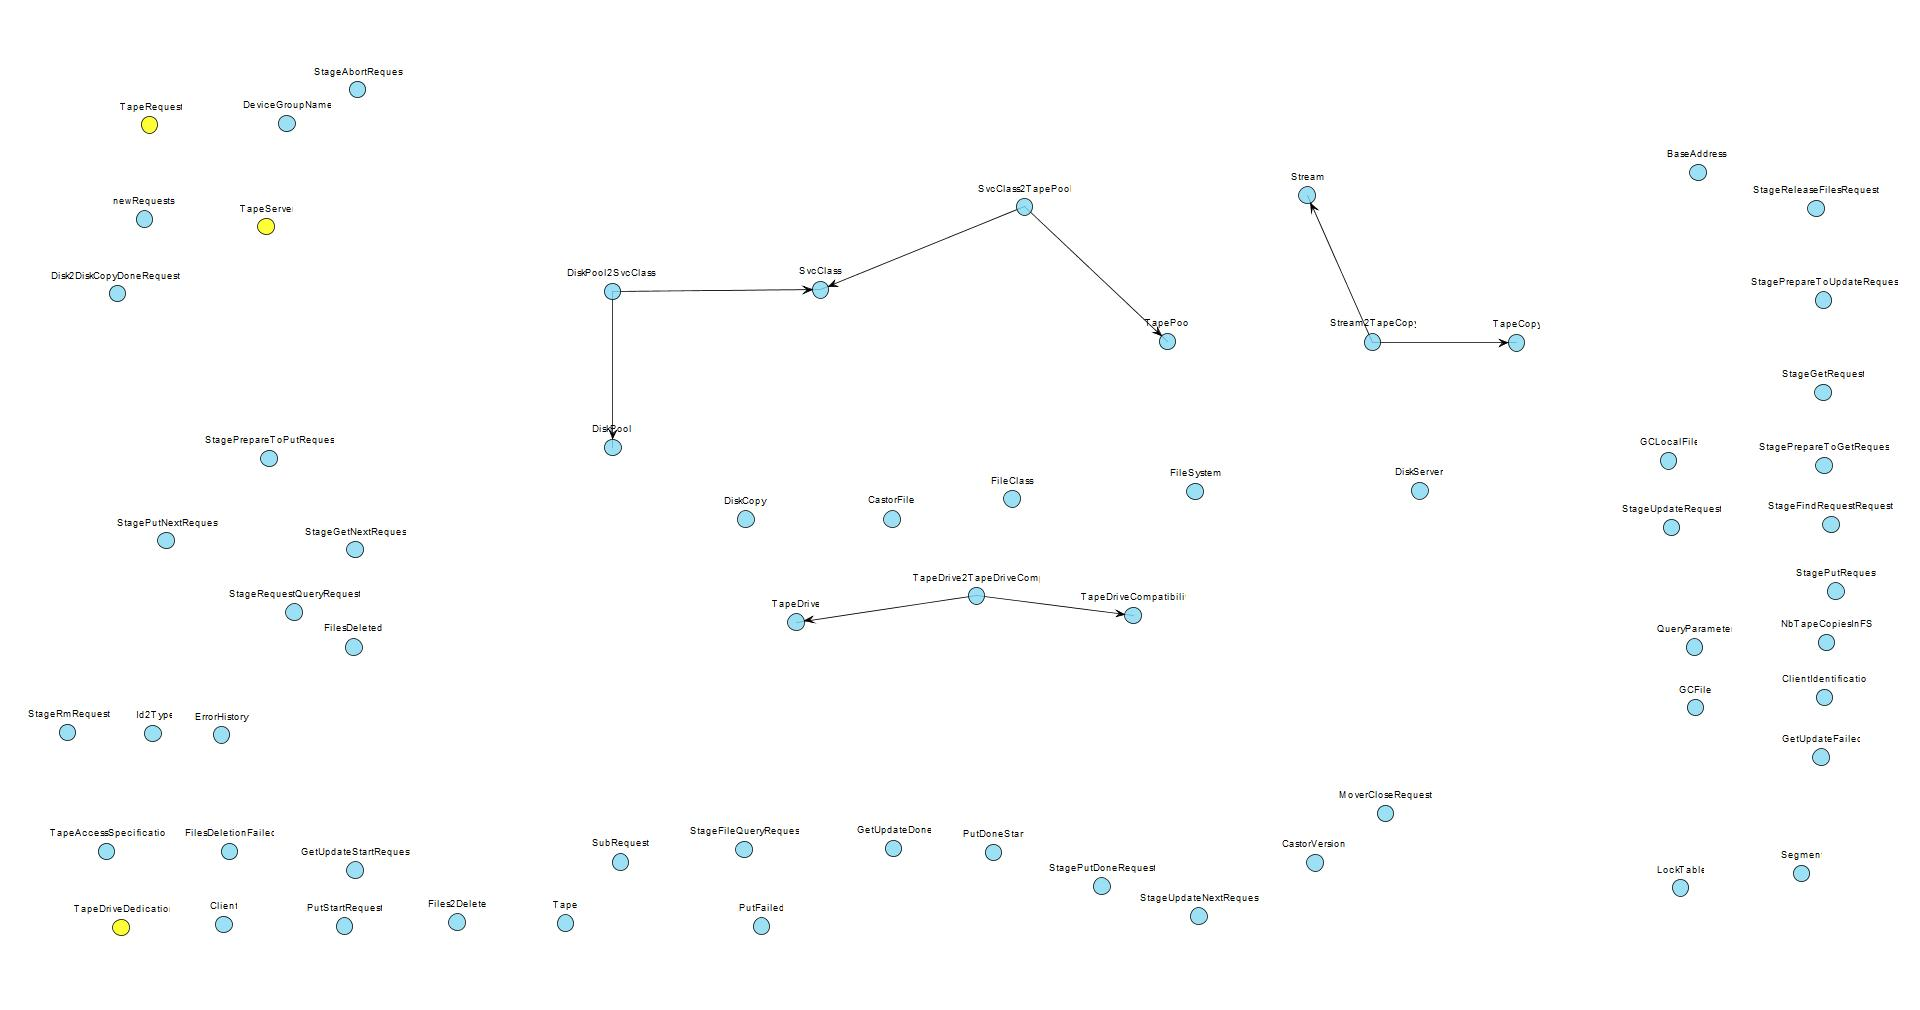 StageAbortReques
TapeRequest
DeviceGroupName
newRequests
TapeServe
Disk2DiskCopyDoneRequest
SvcClass2TapePool
DiskPool2SvcClass
SvcClass
TapePoo
DiskPool
Stream
Stream2TapeCopy
TapeCopy
BaseAddress
StageReleaseFilesRequest
StagePrepareToUpdateReques
StageGetRequest
GCLocalFile
StagePrepareToGetReques
StageUpdateRequest
StageFindRequestRequest
StagePutReques
QueryParamete
NbTapeCopiesInFS
GCFile
ClientIdentificatio
GetUpdateFailed
StagePrepareToPutReques
StagePutNextReques
StageGetNextReques
StageRequestQueryRequest
FilesDeleted
DiskCopy
CastorFile
FileClass
FileSystem
DiskServer
TapeDrive2TapeDriveComp
TapeDrive
TapeDriveCompatibili
StageRmRequest
Id2Type
ErrorHistory
TapeAccessSpecificatio
FilesDeletionFailed
GetUpdateStartReques
TapeDriveDedicatio
Client
PutStartRequest
Files2Delete
Tape
SubRequest
StageFileQueryReques
GetUpdateDone
PutDoneStar
PutFailed
StagePutDoneRequest
StageUpdateNextReques
CastorVersion
MoverCloseRequest
LockTable
Segmen